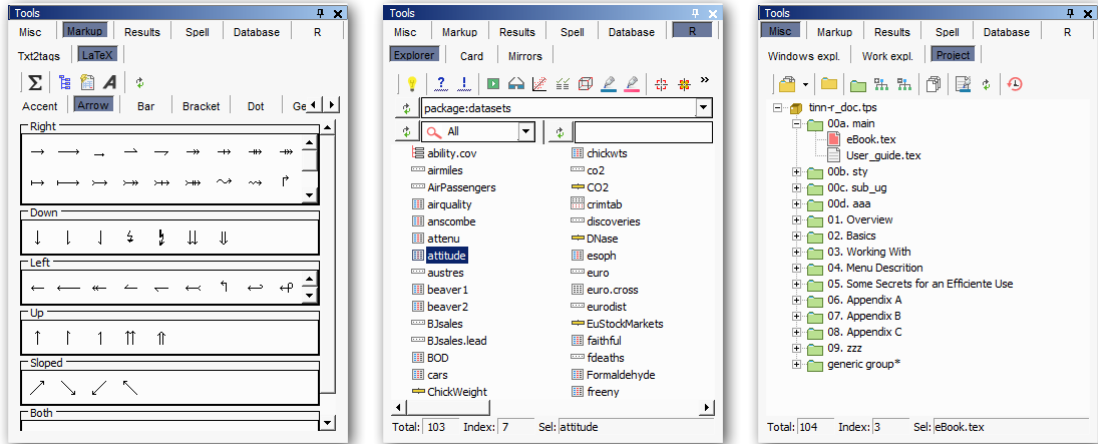 Tools
Misc Markup Results Spell Database R
Txt2tags LaTeX
Accent Arrow Bar Bracket Dot Ge
Right
Down
Left
Up
Sloped
Both
Tools
Misc Markup Results Spell Database R
Explorer Card Mirrors
package:datasets
All
ability.cov chickwts
airmiles co2
AirPassengers CO2
airquality crimtab
anscombe discoveries
attenu DNase
attitude esoph
austres euro
beaver1 euro.cross
beaver2 eurodist
BJsales EuStockMarkets
BJsales.lead faithful
BOD fdeaths
cars Formaldehyde
ChickWeight freeny
Total: 103 Index: 7 Sel: attitude
Tools
Misc Markup Results Spell Database R
Windows expl. Work expl. Project
tinn-r_doc.tps
00a. main
eBook.tex
User_guide.tex
00b. sty
00c. sub_ug
00d. aaa
01. Overview
02. Basics
03. Working With
04. Menu Descrition
05. Some Secrets for an Efficiente Use
06. Appendix A
07. Appendix B
08. Appendix C
09. zzz
generic group*
Total: 104 Index: 3 Sel: eBook.tex